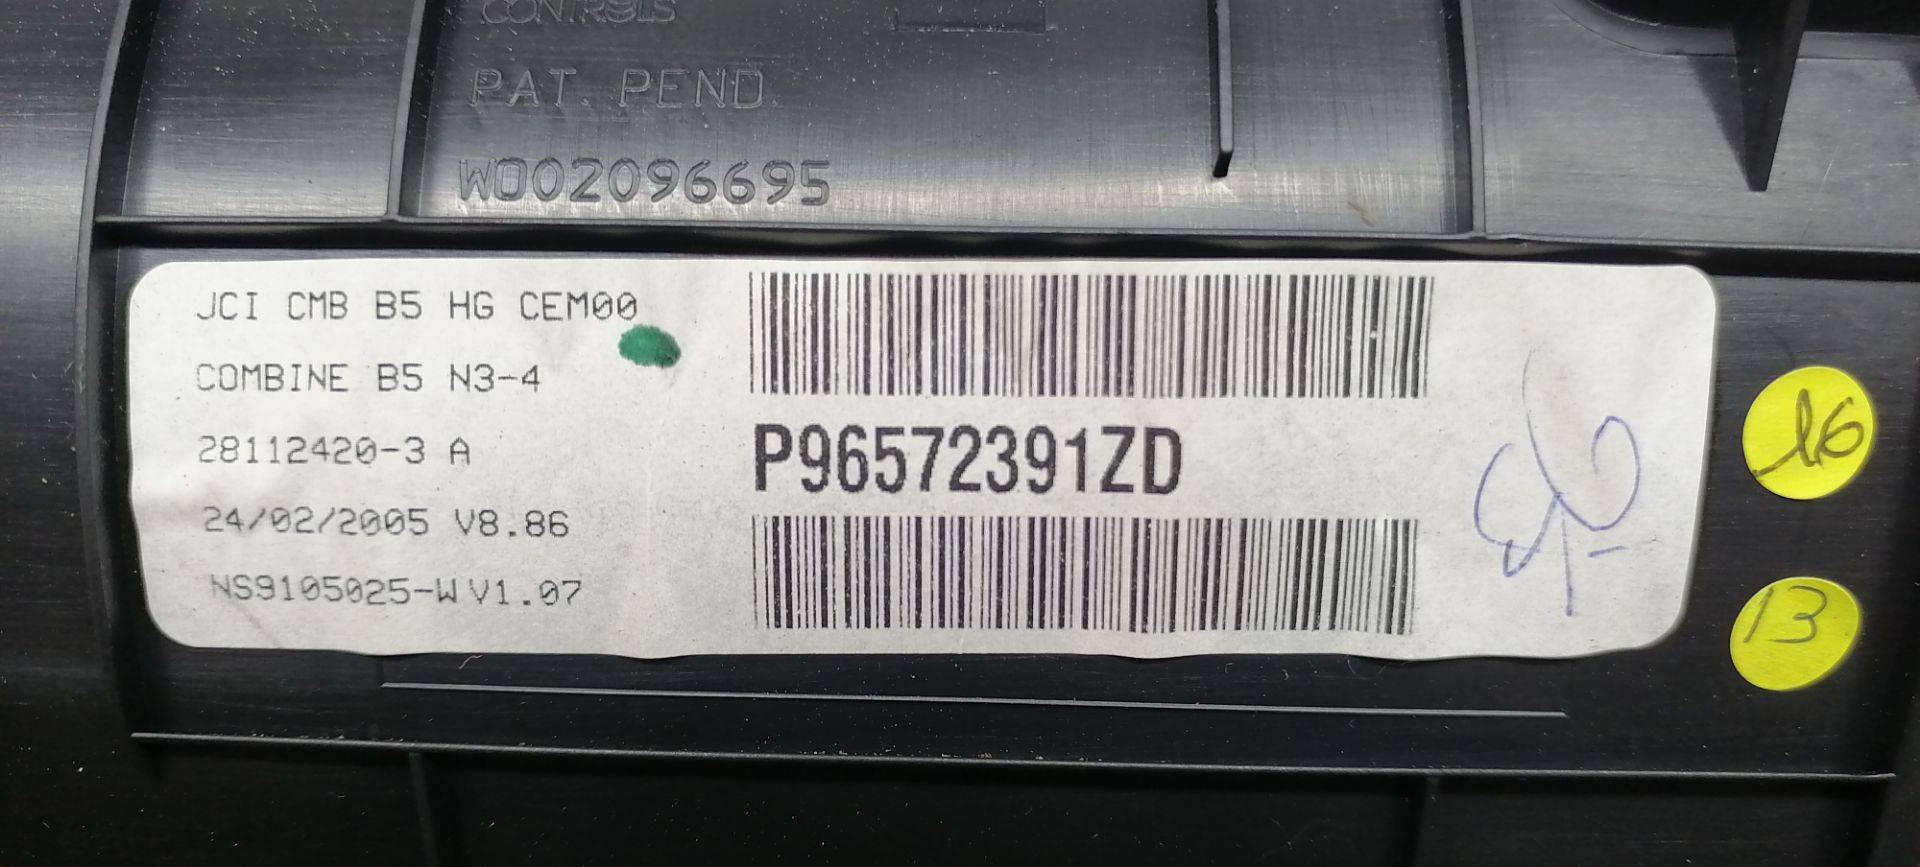 CONTROLS
PAT. PEND.
WO02096695
JCI CMB B5 HG CEM00
COMBINE B5 N3-4
28112420-3 A
24/02/2005 V8.86
NS9105025-W V1.07
P96572391ZD
16
13